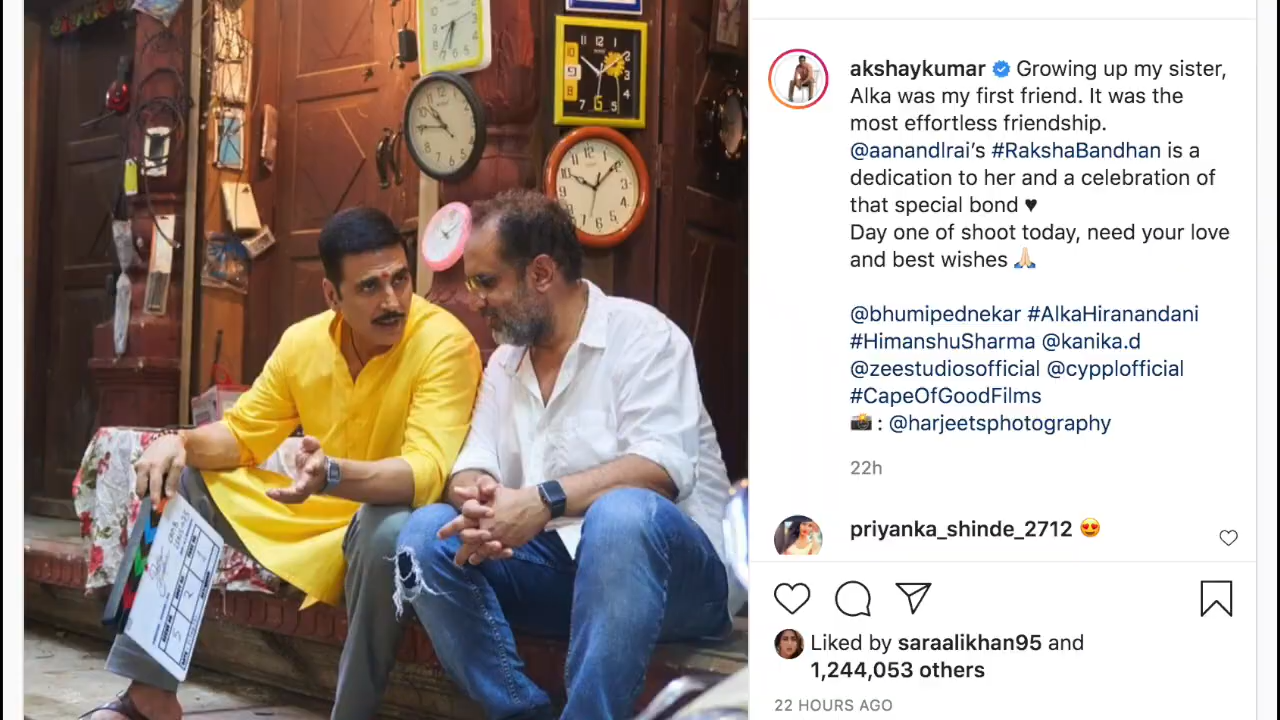 akshaykumar Growing up my sister,
Alka was my first friend. It was the
most effortless friendship.
@aanandlrai’s #RakshaBandhan is a
dedication to her and a celebration of
that special bond ♥
Day one of shoot today, need your love
and best wishes 🙏🏻
@bhumipednekar #AlkaHiranandani
#HimanshuSharma @kanika.d
@zeestudiosofficial @cypplofficial
#CapeOfGoodFilms
📸 : @harjeetsphotography
22h
priyanka_shinde_2712 😍
Liked by saraalikhan95 and
1,244,053 others
22 HOURS AGO